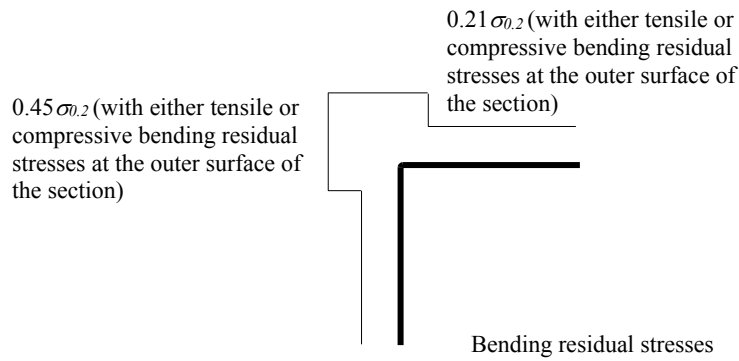 0.21σ0.2 (with either tensile or
compressive bending residual
stresses at the outer surface of
the section)
0.45σ0.2 (with either tensile or
compressive bending residual
stresses at the outer surface of
the section)
Bending residual stresses